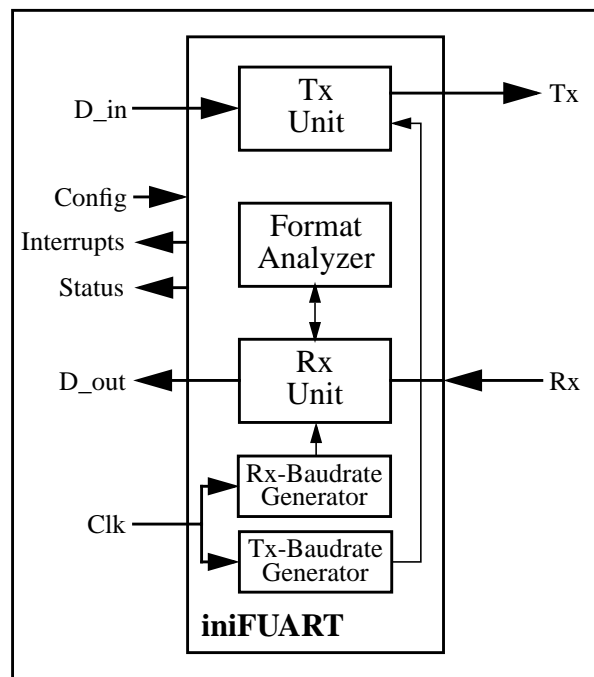 Tx
Unit
D_in
Tx
Config
Interrupts
Status
Format
Analyzer
D_out
Rx
Unit
Rx
Rx-Baudrate
Generator
Clk
Tx-Baudrate
Generator
iniFUART